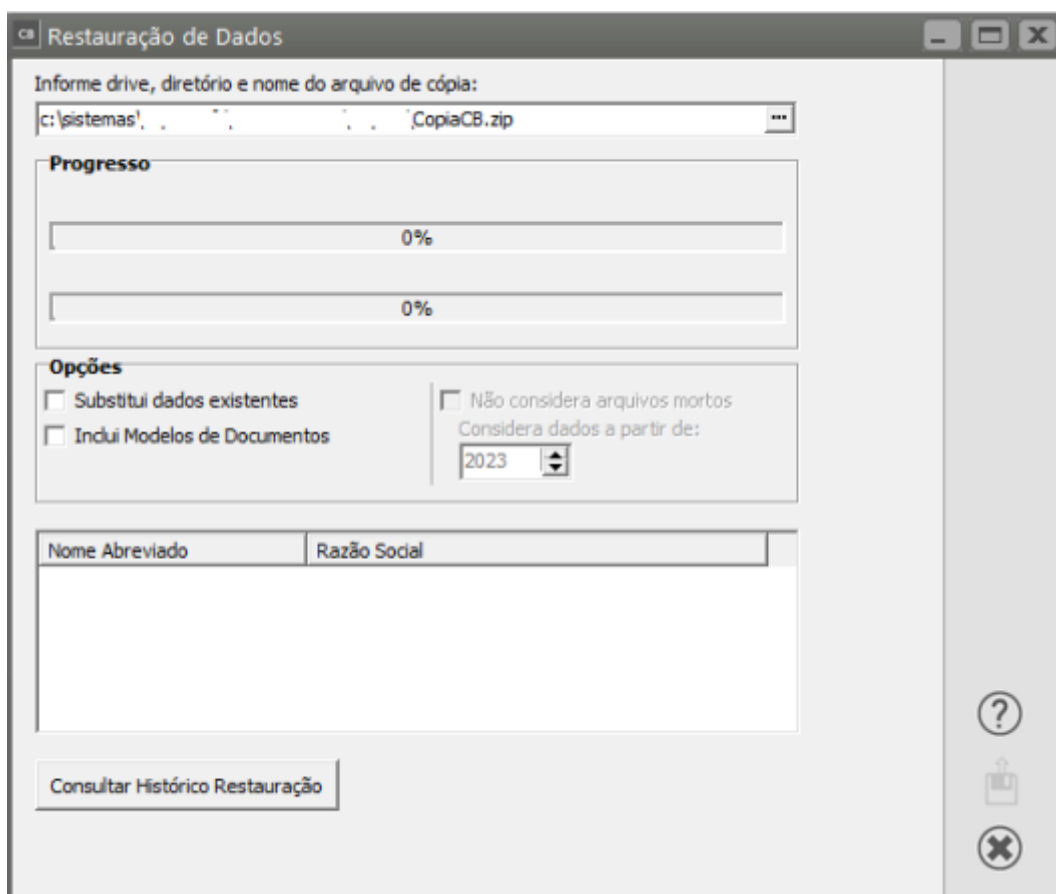 CB Restauração de Dados
Informe drive, diretório e nome do arquivo de cópia:
c:\sistemas\ CopiaCB.zip ...
Progresso
0%
0%
Opções
Substitui dados existentes
Não considera arquivos mortos
Inclui Modelos de Documentos
Considera dados a partir de:
2023
Nome Abreviado Razão Social
Consultar Histórico Restauração
?